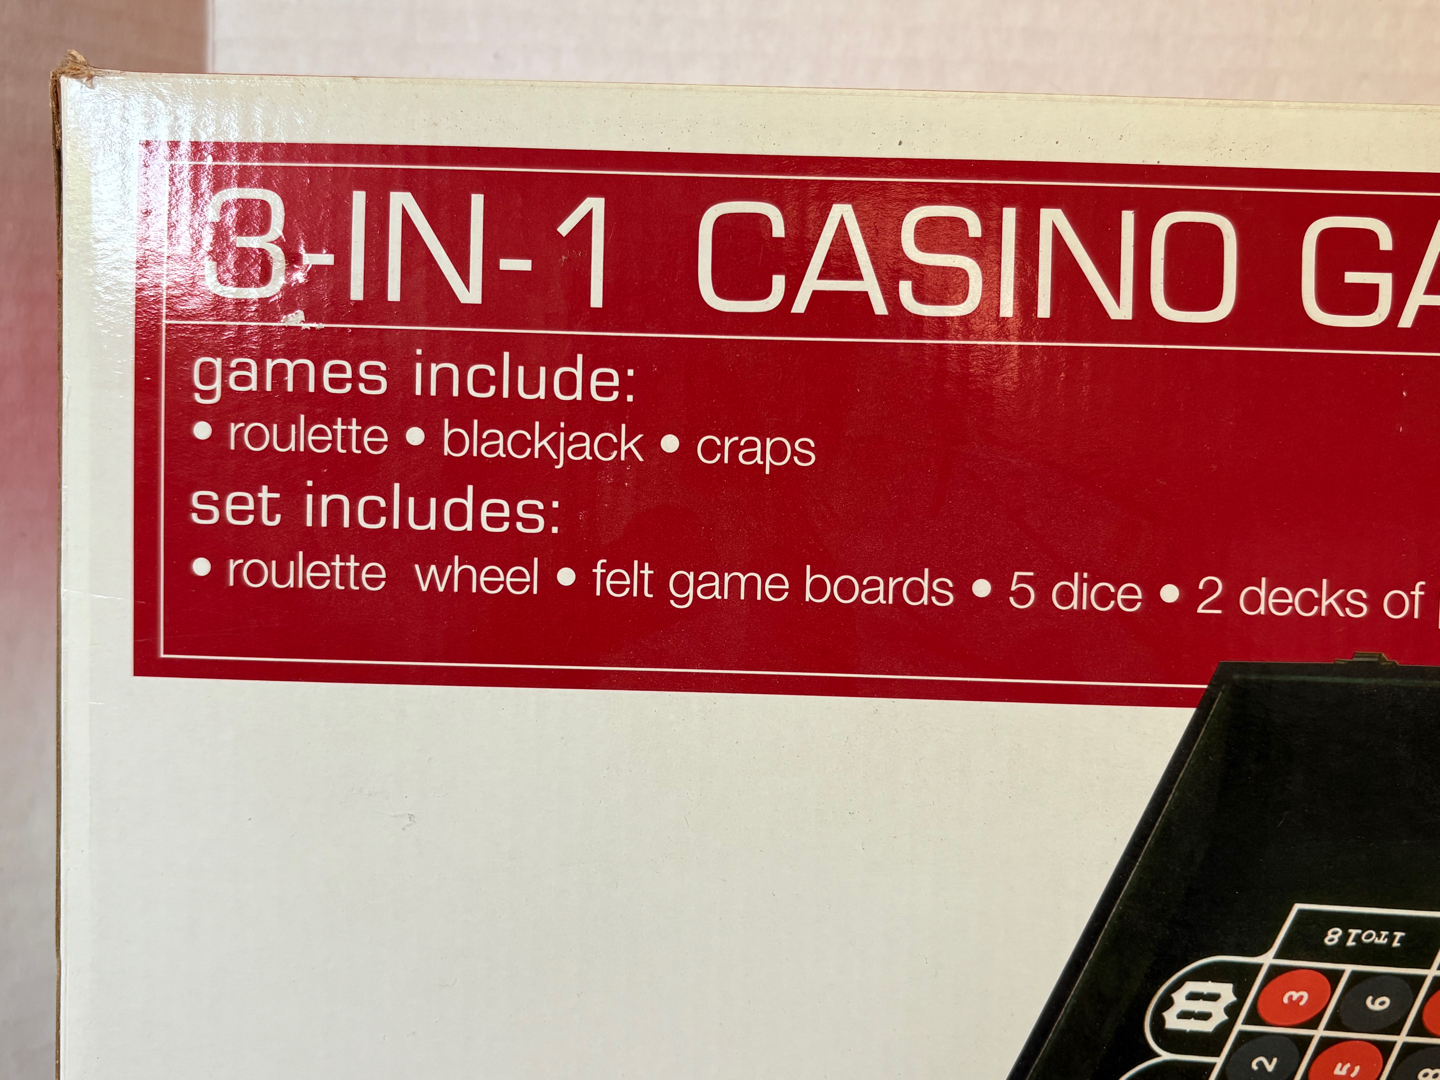 3-IN-1 CASINO GA
games include:
• roulette • blackjack • craps
set includes:
• roulette wheel • felt game boards • 5 dice • 2 decks of
1TO18
3 6
2 5 8